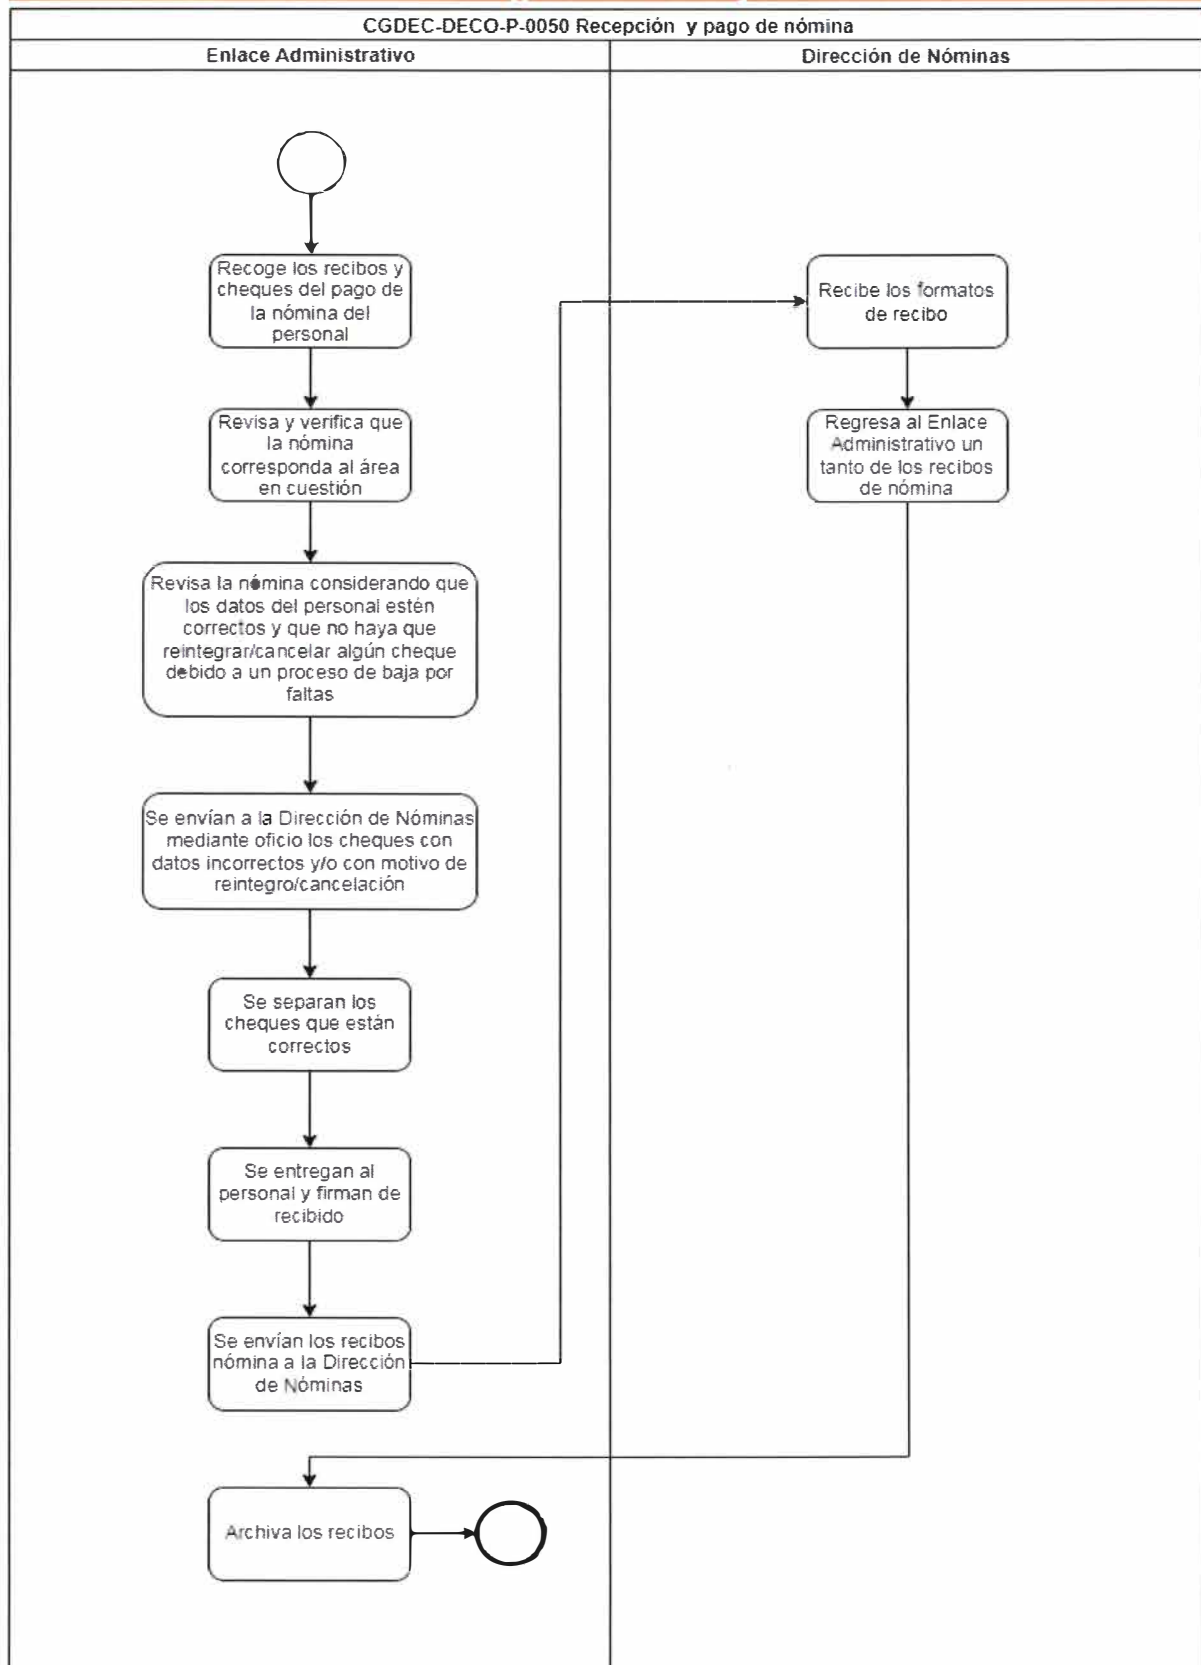 CGDEC-DECO-P-0050 Recepción y pago de nómina
Enlace Administrativo
Dirección de Nóminas
Recoge los recibos y
cheques del pago de
la nómina del
personal
Revisa y verifica que
la nómina
corresponda al área
en cuestión
Revisa la nómina considerando que
los datos del personal estén
correctos y que no haya que
reintegrar/cancelar algún cheque
debido a un proceso de baja por
faltas
Se envían a la Dirección de Nóminas
mediante oficio los cheques con
datos incorrectos y/o con motivo de
reintegro/cancelación
Se separan los
cheques que están
correctos
Se entregan al
personal y firman de
recibido
Se envían los recibos
nómina a la Dirección
de Nóminas
Recibe los formatos
de recibo
Regresa al Enlace
Administrativo un
tanto de los recibos
de nómina
Archiva los recibos